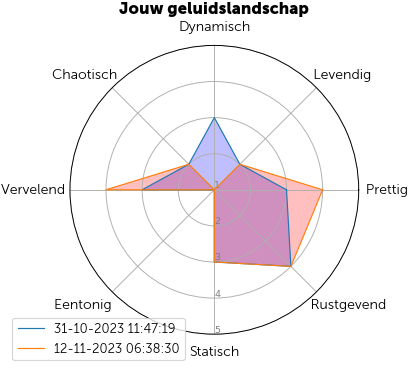 Jouw geluidslandschap
Dynamisch
Chaotisch
Levendig
Vervelend
Prettig
1
2
3
4
5
Eentonig
Rustgevend
31-10-2023 11:47:19
12-11-2023 06:38:30
Statisch